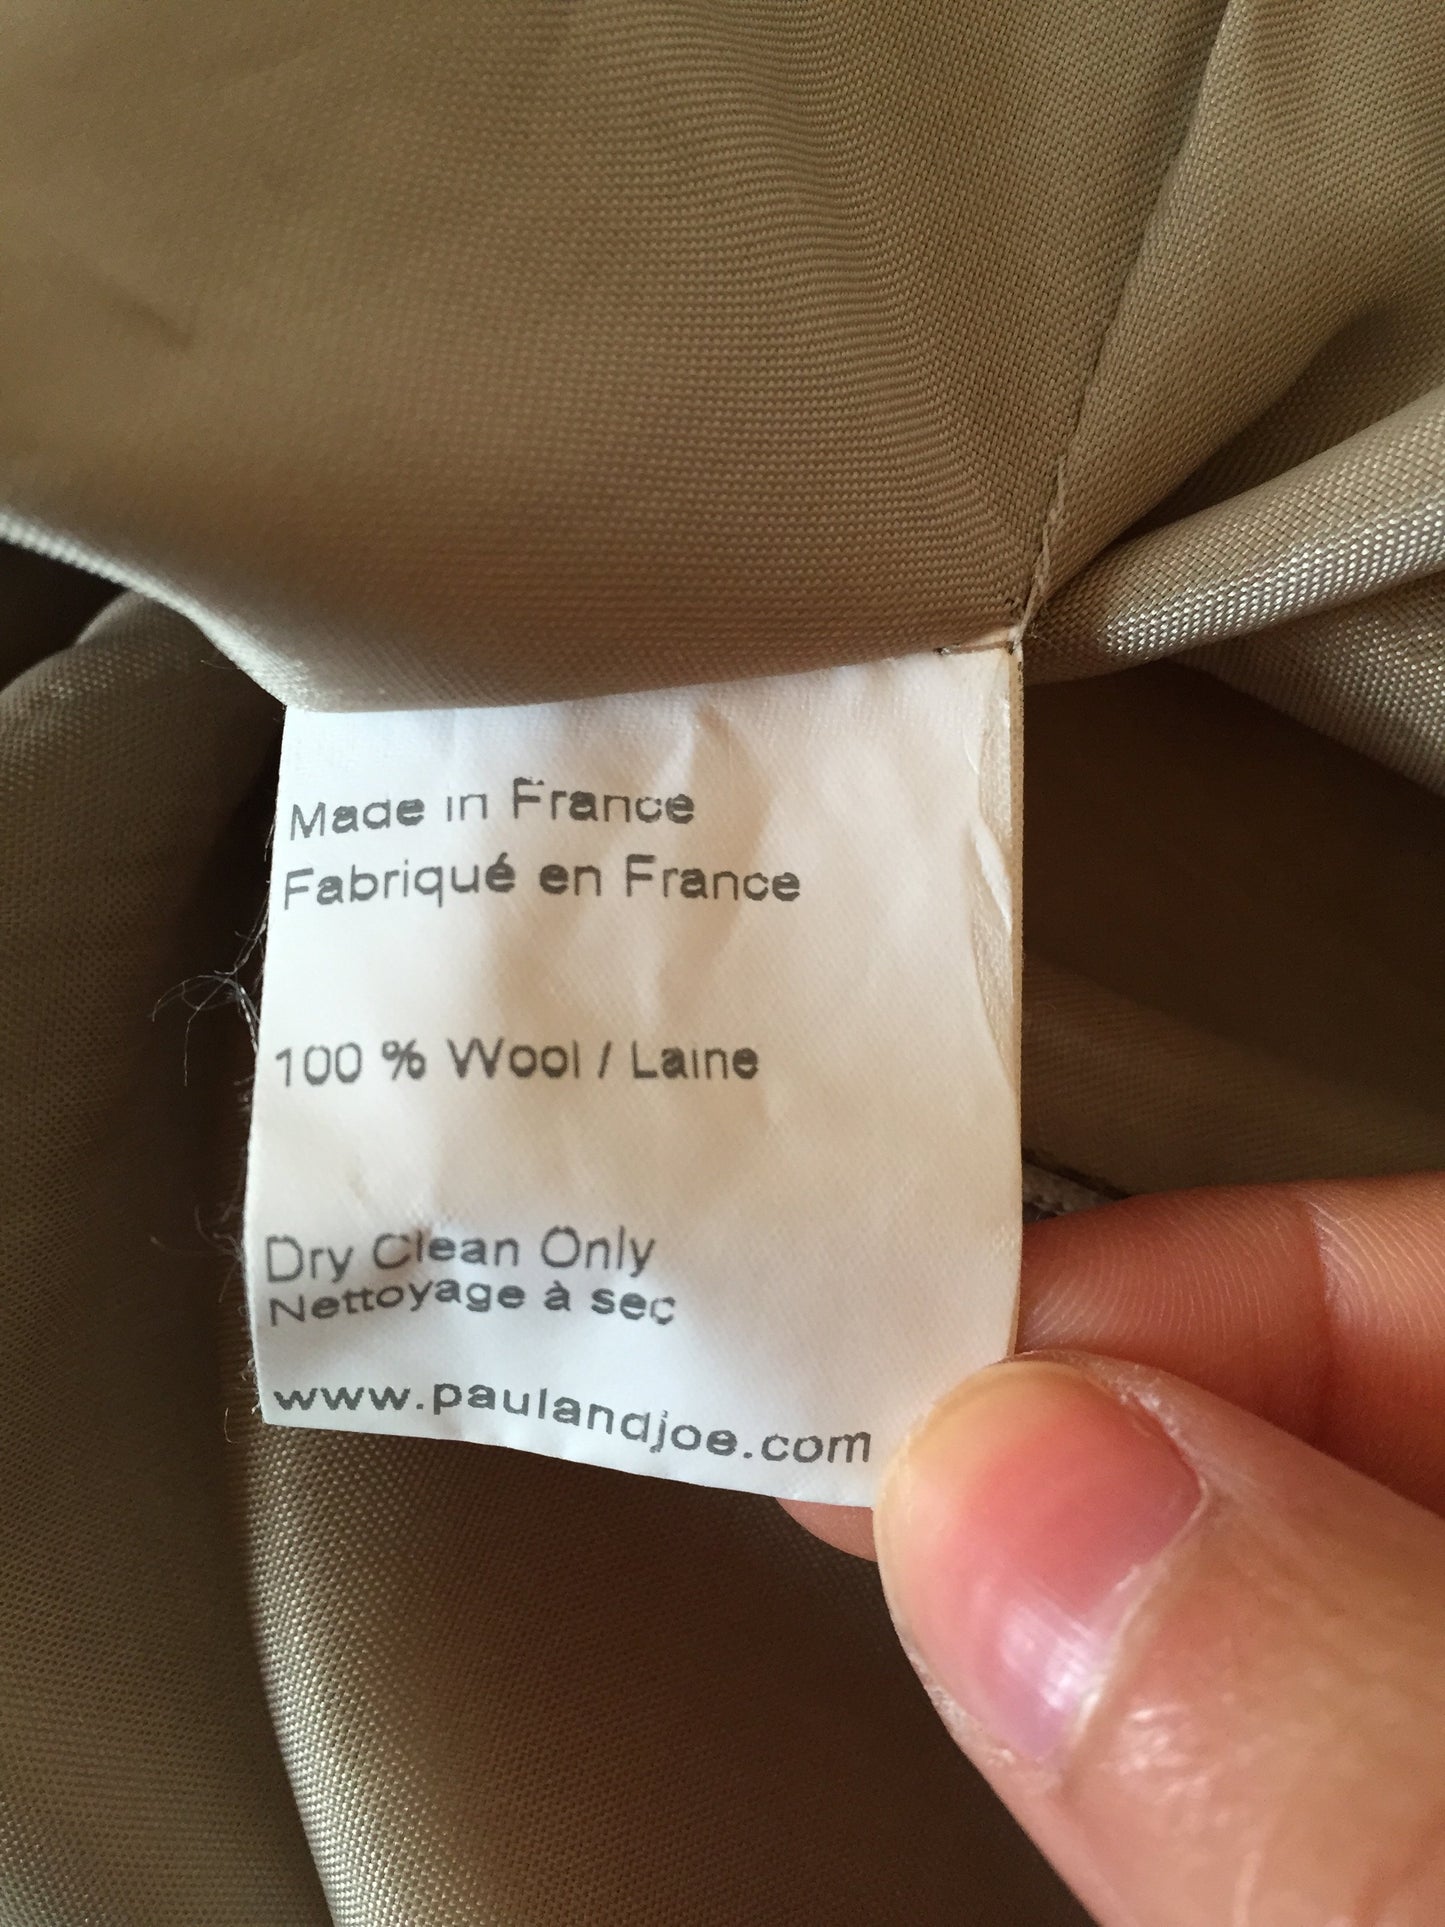 Made in France
Fabriqué en France
100 % Wool / Laine
Dry Clean Only
Nettoyage à sec
www.paulandjoe.com